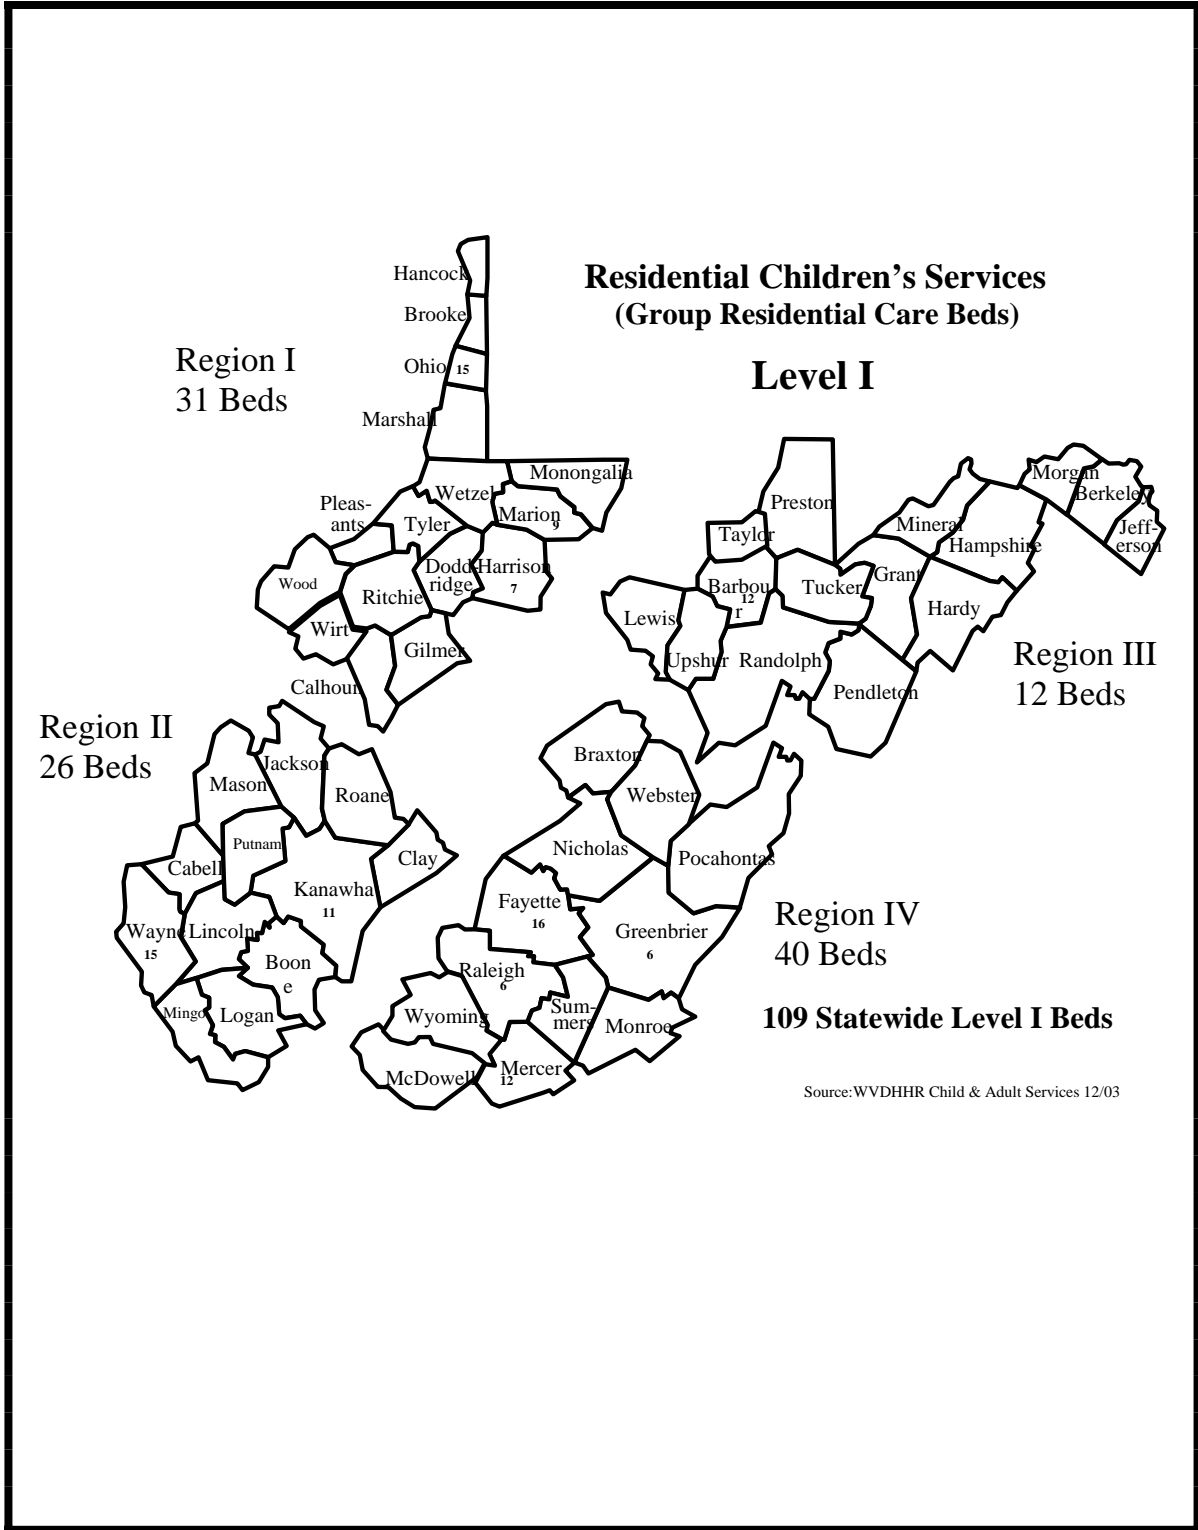 Residential Children’s Services
(Group Residential Care Beds)
Level I
Region I
31 Beds
Hancock
Brooke
Ohio 15
Marshall
Wetzel
Monongalia
Marion
9
Pleas-
ants
Tyler
Wood
Ritchie
Dodd-
ridge
Harrison
7
Wirt
Gilmer
Calhoun
Region III
12 Beds
Preston
Taylor
Barbou
12
r
Tucker
Grant
Mineral
Hampshire
Morgan
Berkeley
Jeff-
erson
Hardy
Lewis
Upshur
Randolph
Pendleton
Region II
26 Beds
Jackson
Mason
Roane
Putnam
Cabell
Clay
Kanawha
11
Wayne
15
Lincoln
Boon
e
Mingo
Logan
Region IV
40 Beds
Braxton
Webster
Nicholas
Pocahontas
Fayette
16
Greenbrier
6
Raleigh
6
Sum-
mers
Monroe
Wyoming
Mercer
12
McDowell
109 Statewide Level I Beds
Source:WVDHHR Child & Adult Services 12/03